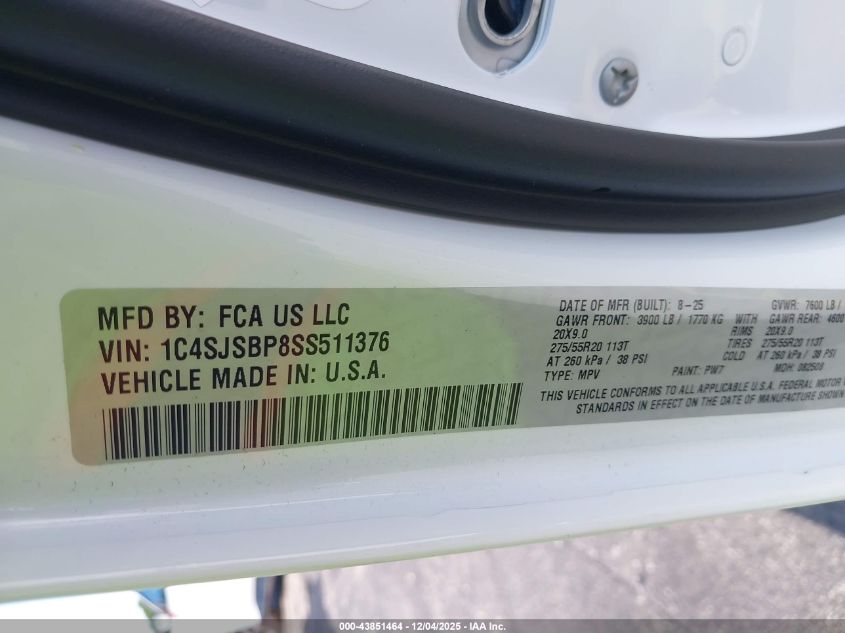 MFD BY: FCA US LLC
VIN: 1C4SJSBP8SS511376
VEHICLE MADE IN: U.S.A.
DATE OF MFR (BUILT): 8-25 GVWR: 7600 LB /
GAWR FRONT: 3900 LB / 1770 KG WITH GAWR REAR: 4600
20X9.0 RIMS 20X9.0
275/55R20 113T TIRES 275/55R20 113T
AT 260 kPa / 38 PSI COLD AT 260 kPa / 38 PSI
TYPE: MPV PAINT: PW7 MDH: 082508
THIS VEHICLE CONFORMS TO ALL APPLICABLE U.S.A. FEDERAL MOTOR
STANDARDS IN EFFECT ON THE DATE OF MANUFACTURE SHOWN
000-43851464 - 12/04/2025 - IAA Inc.